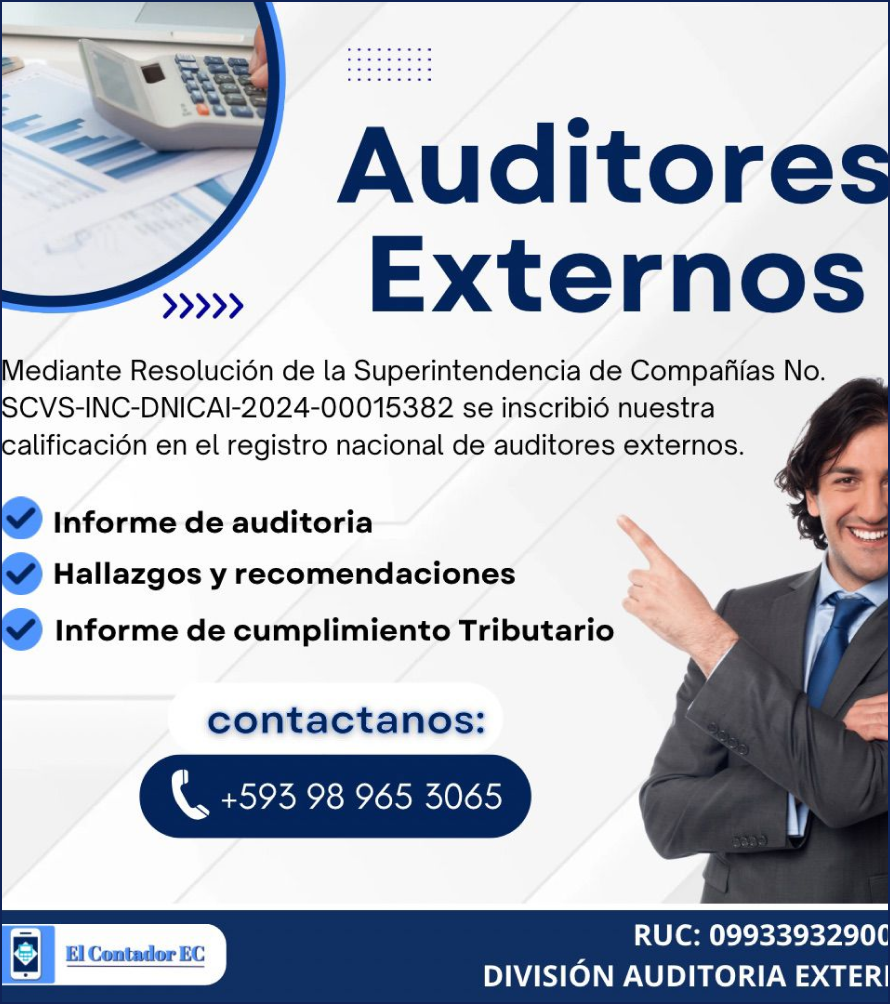 Auditores
Externos
Mediante Resolución de la Superintendencia de Compañías No.
SCVS-INC-DNICAI-2024-00015382 se inscribió nuestra
calificación en el registro nacional de auditores externos.
Informe de auditoria
Hallazgos y recomendaciones
Informe de cumplimiento Tributario
contactanos:
+593 98 965 3065
El Contador EC
RUC: 09933932900
DIVISIÓN AUDITORIA EXTER